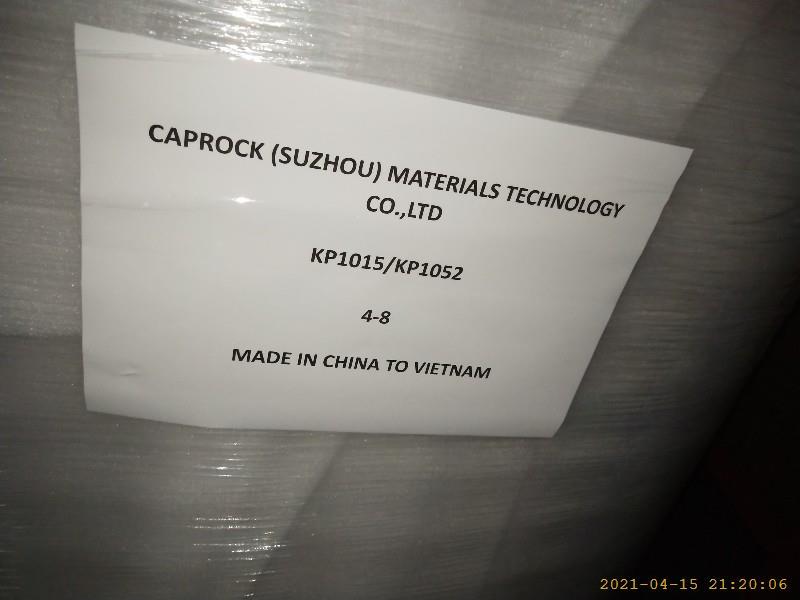 CAPROCK (SUZHOU) MATERIALS TECHNOLOGY
CO.,LTD
KP1015/KP1052
4-8
MADE IN CHINA TO VIETNAM
2021-04-15 21:20:06